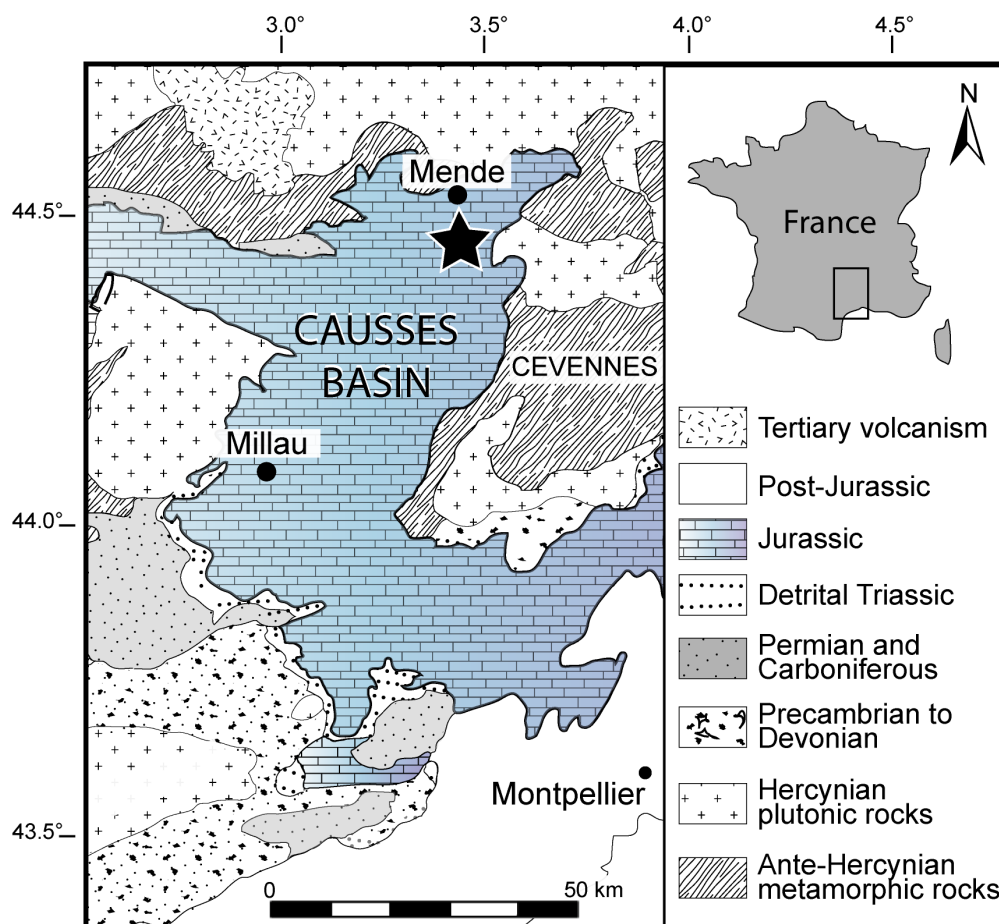 3.0°
3.5°
4.0°
4.5°
N
Mende
44.5°
France
CAUSSES
BASIN
CEVENNES
Tertiary volcanism
Millau
Post-Jurassic
44.0°
Jurassic
Detrital Triassic
Permian and
Carboniferous
Precambrian to
Devonian
Montpellier
Hercynian
plutonic rocks
43.5°
Ante-Hercynian
metamorphic rocks
0
50 km